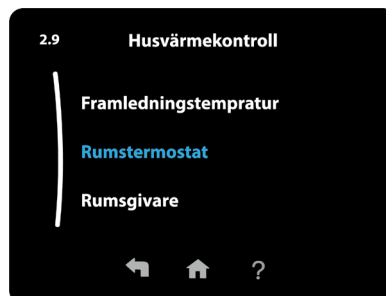 2.9 Husvärmekontroll
Framledningstempratur
Rumstermostat
Rumsgivare
?